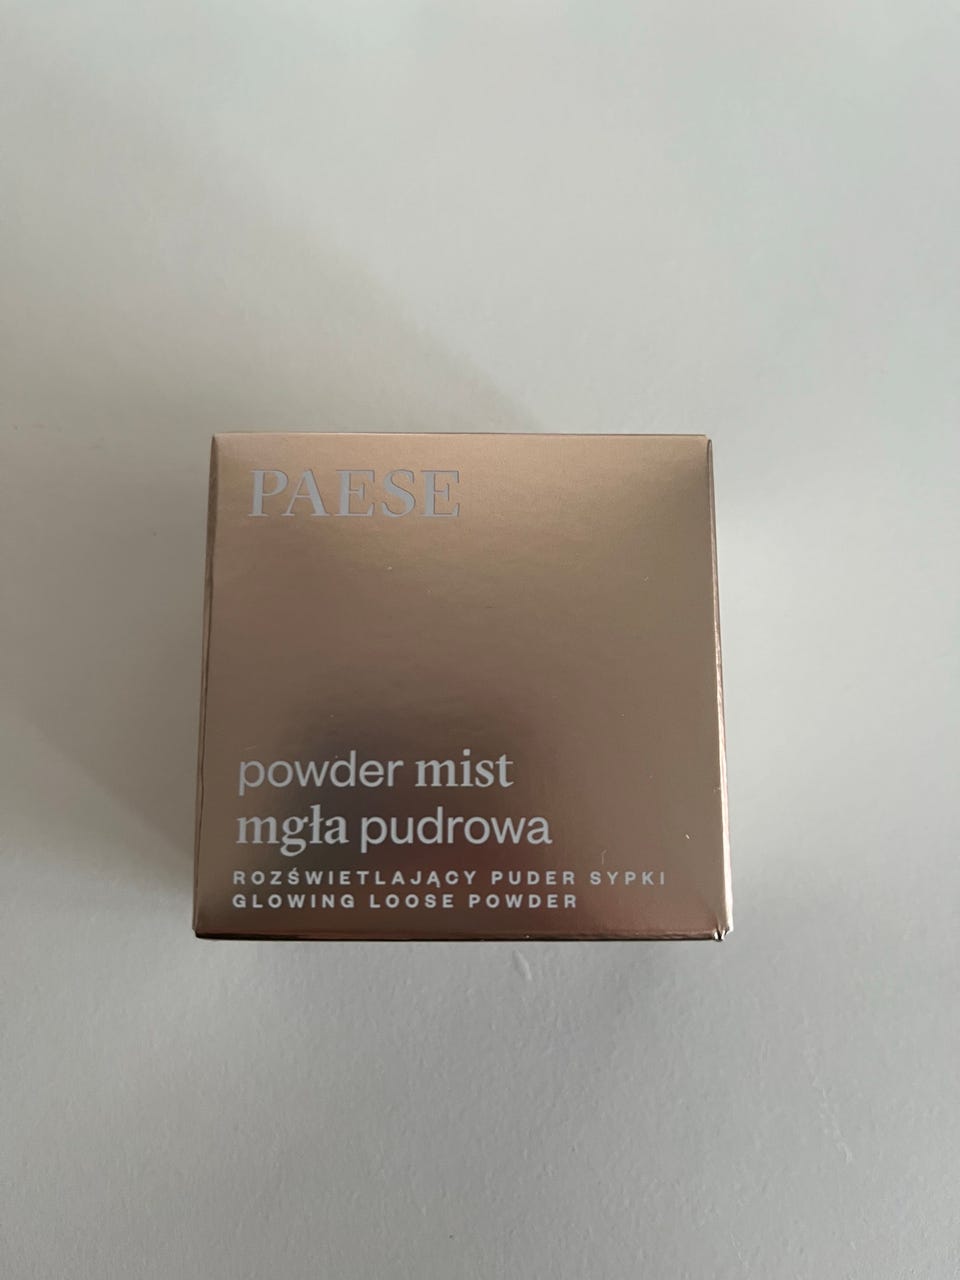 PAESE
powder mist
mgła pudrowa
ROZŚWIETLAJĄCY PUDER SYPKI
GLOWING LOOSE POWDER